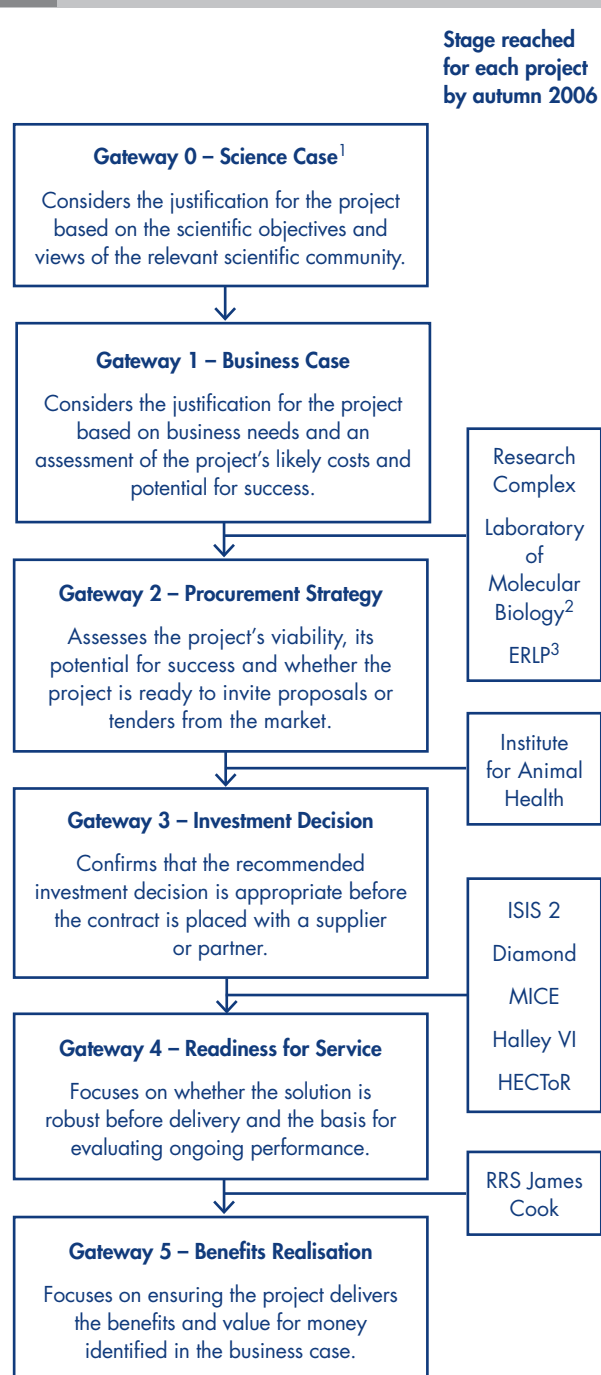 Stage reached
for each project
by autumn 2006
Gateway 0 – Science Case1
Considers the justification for the project
based on the scientific objectives and
views of the relevant scientific community.
Gateway 1 – Business Case
Considers the justification for the project
based on business needs and an
assessment of the project's likely costs and
potential for success.
Research
Complex
Laboratory
of
Molecular
Biology2
ERLP3
Gateway 2 – Procurement Strategy
Assesses the project's viability, its
potential for success and whether the
project is ready to invite proposals or
tenders from the market.
Institute
for Animal
Health
Gateway 3 – Investment Decision
Confirms that the recommended
investment decision is appropriate before
the contract is placed with a supplier
or partner.
ISIS 2
Diamond
MICE
Halley VI
HECToR
Gateway 4 – Readiness for Service
Focuses on whether the solution is
robust before delivery and the basis for
evaluating ongoing performance.
RRS James
Cook
Gateway 5 – Benefits Realisation
Focuses on ensuring the project delivers
the benefits and value for money
identified in the business case.